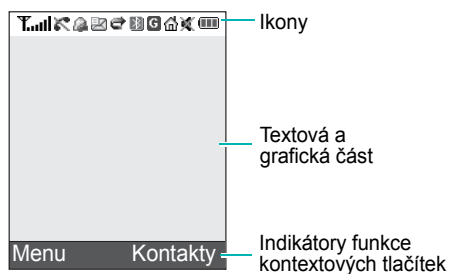 Ikony
Textová a
grafická část
Menu Kontakty
Indikátory funkce
kontextových tlačítek